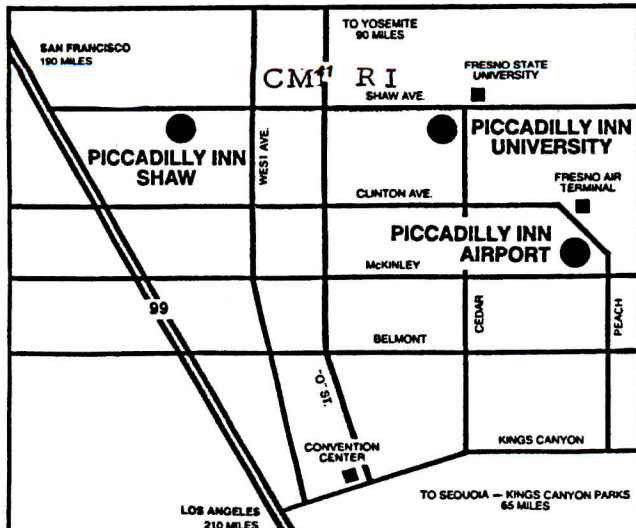 TO YOSEMITE
90 MILES
SAN FRANCISCO
190 MILES
FRESNO STATE
UNIVERSITY
CM¹¹ RI
SHAW AVE.
PICCADILLY INN
SHAW
WEST AVE.
PICCADILLY INN
UNIVERSITY
CLINTON AVE.
FRESNO AIR
TERMINAL
PICCADILLY INN
AIRPORT
McKINLEY
99
CEDAR
PEACH
BELMONT
"O" ST.
CONVENTION
CENTER
KINGS CANYON
LOS ANGELES
210 MILES
TO SEQUOIA — KINGS CANYON PARKS
65 MILES